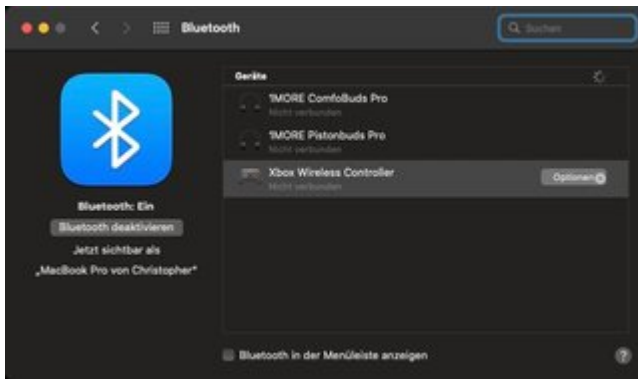 Bluetooth
Suchen
Geräte
1MORE ComfoBuds Pro
Nicht verbunden
1MORE Pistonbuds Pro
Nicht verbunden
Xbox Wireless Controller
Nicht verbunden
Optionen
Bluetooth: Ein
Bluetooth deaktivieren
Jetzt sichtbar als
„MacBook Pro von Christopher“
Bluetooth in der Menüleiste anzeigen
?